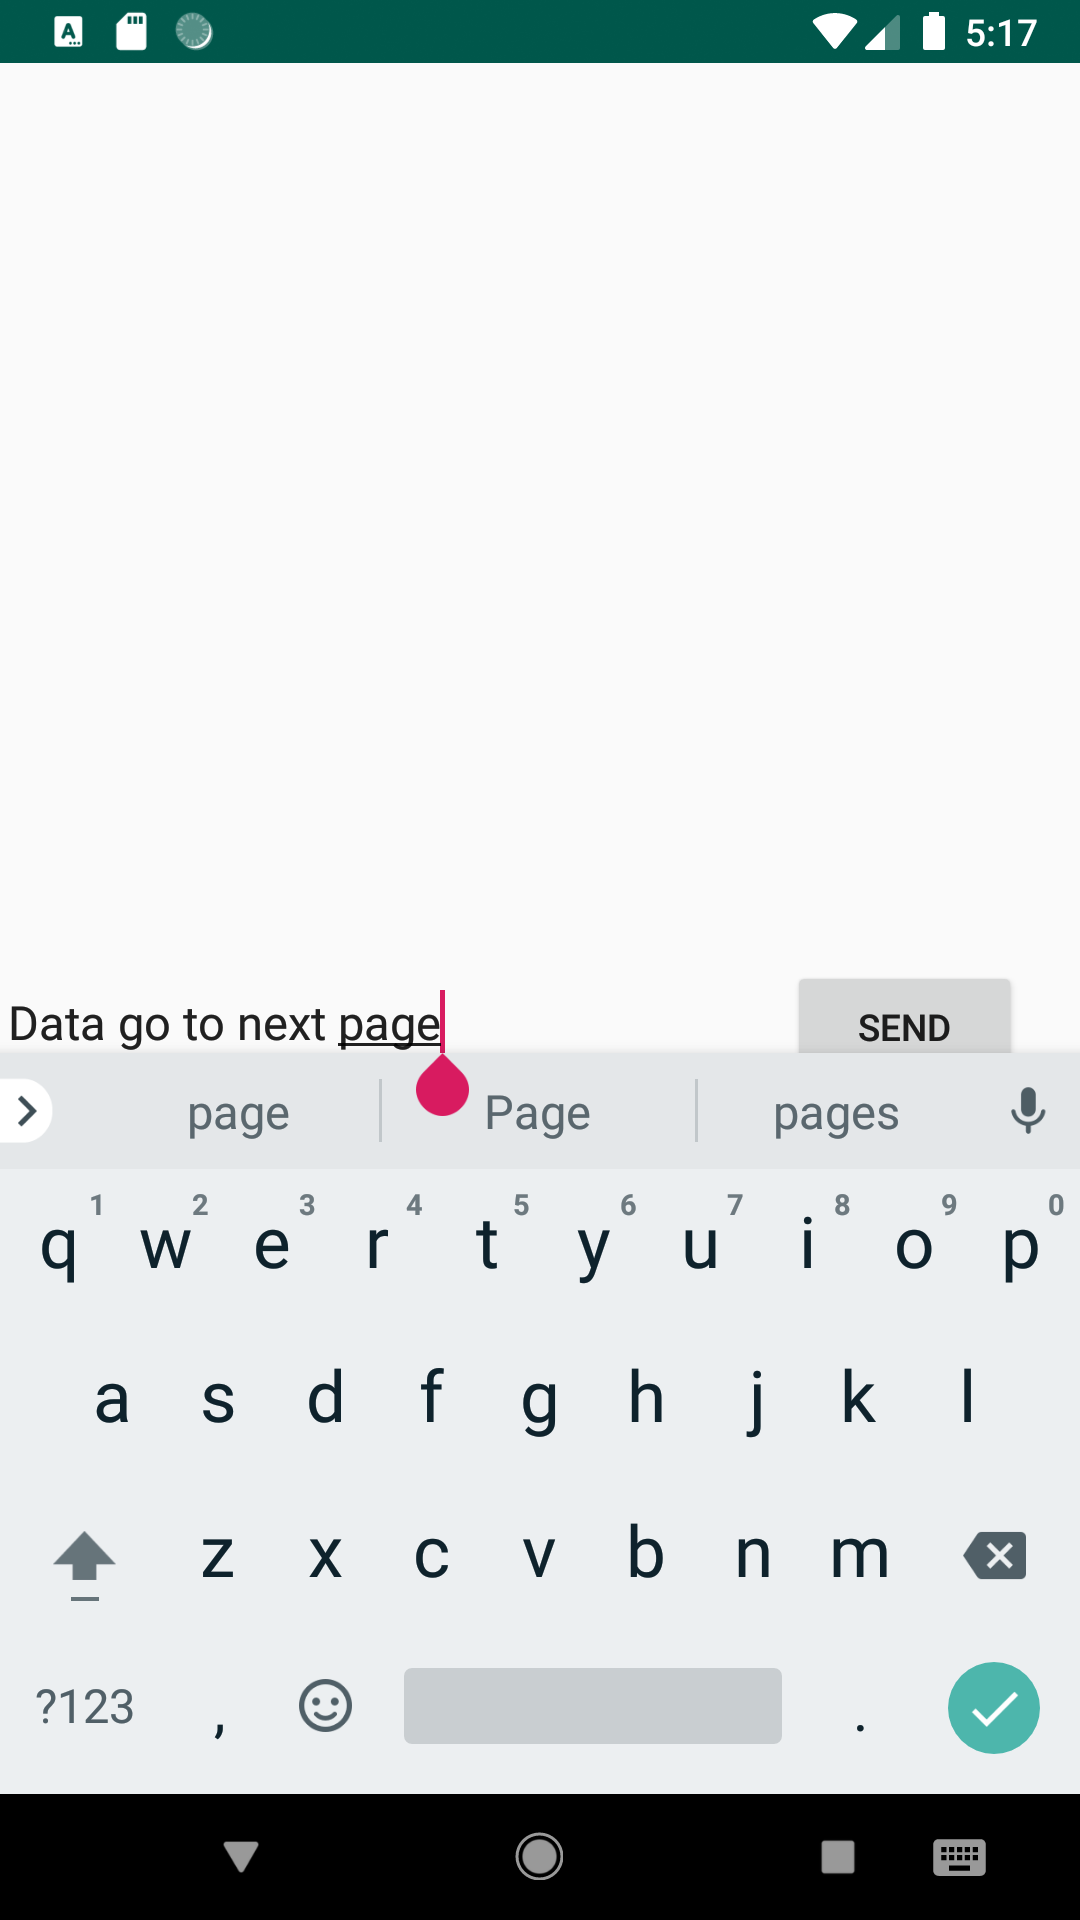 5:17
Data go to next page
SEND
page Page pages
1 2 3 4 5 6 7 8 9 0
q w e r t y u i o p
a s d f g h j k l
z x c v b n m
?123 , .